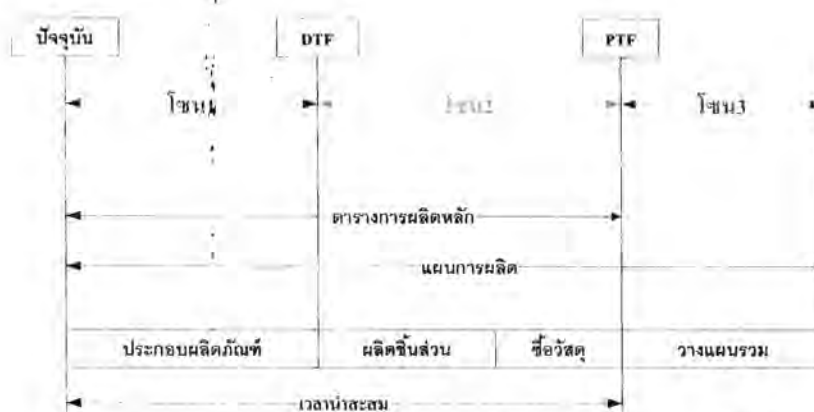 ปัจจุบัน DTF PTF
โซน1 โซน2 โซน3
ตารางการผลิตหลัก
แผนการผลิต
ประกอบผลิตภัณฑ์ ผลิตชิ้นส่วน ซื้อวัสดุ วางแผนรวม
เวลานำสะสม